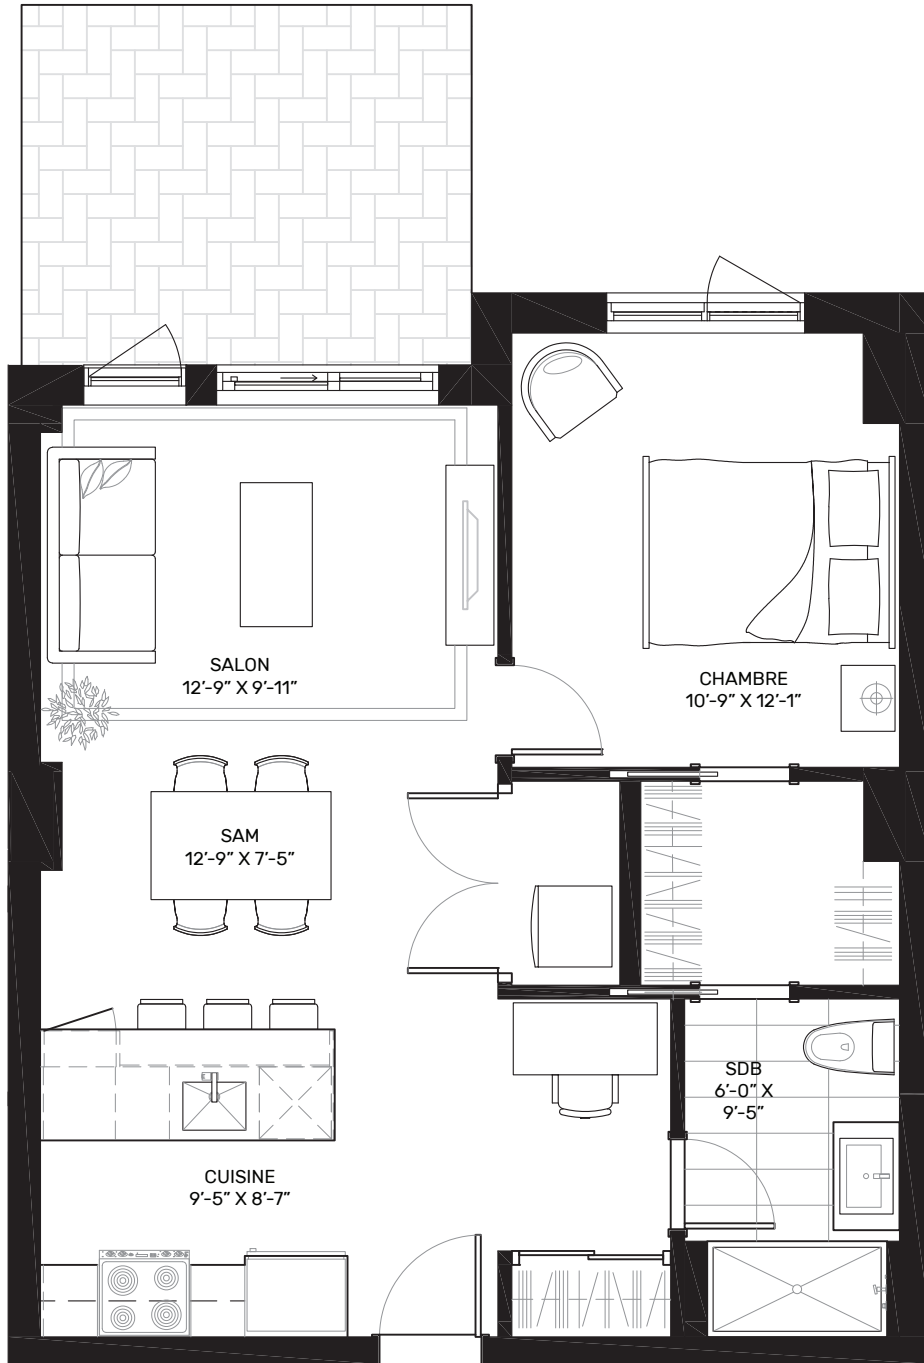 SALON
12'-9” X 9'-11”
CHAMBRE
10'-9” X 12'-1”
SAM
12'-9” X 7'-5”
SDB
6'-0” X
9'-5”
CUISINE
9'-5” X 8'-7”